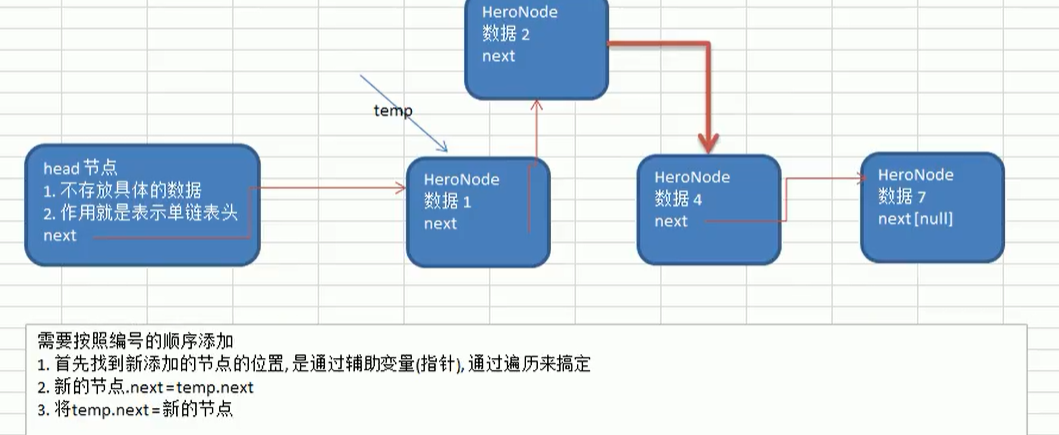 HeroNode
数据 2
next
temp
head 节点
1. 不存放具体的数据
2. 作用就是表示单链表头
next
HeroNode
数据 1
next
HeroNode
数据 4
next
HeroNode
数据 7
next[null]
需要按照编号的顺序添加
1. 首先找到新添加的节点的位置,是通过辅助变量(指针),通过遍历来搞定
2. 新的节点.next=temp.next
3. 将temp.next=新的节点